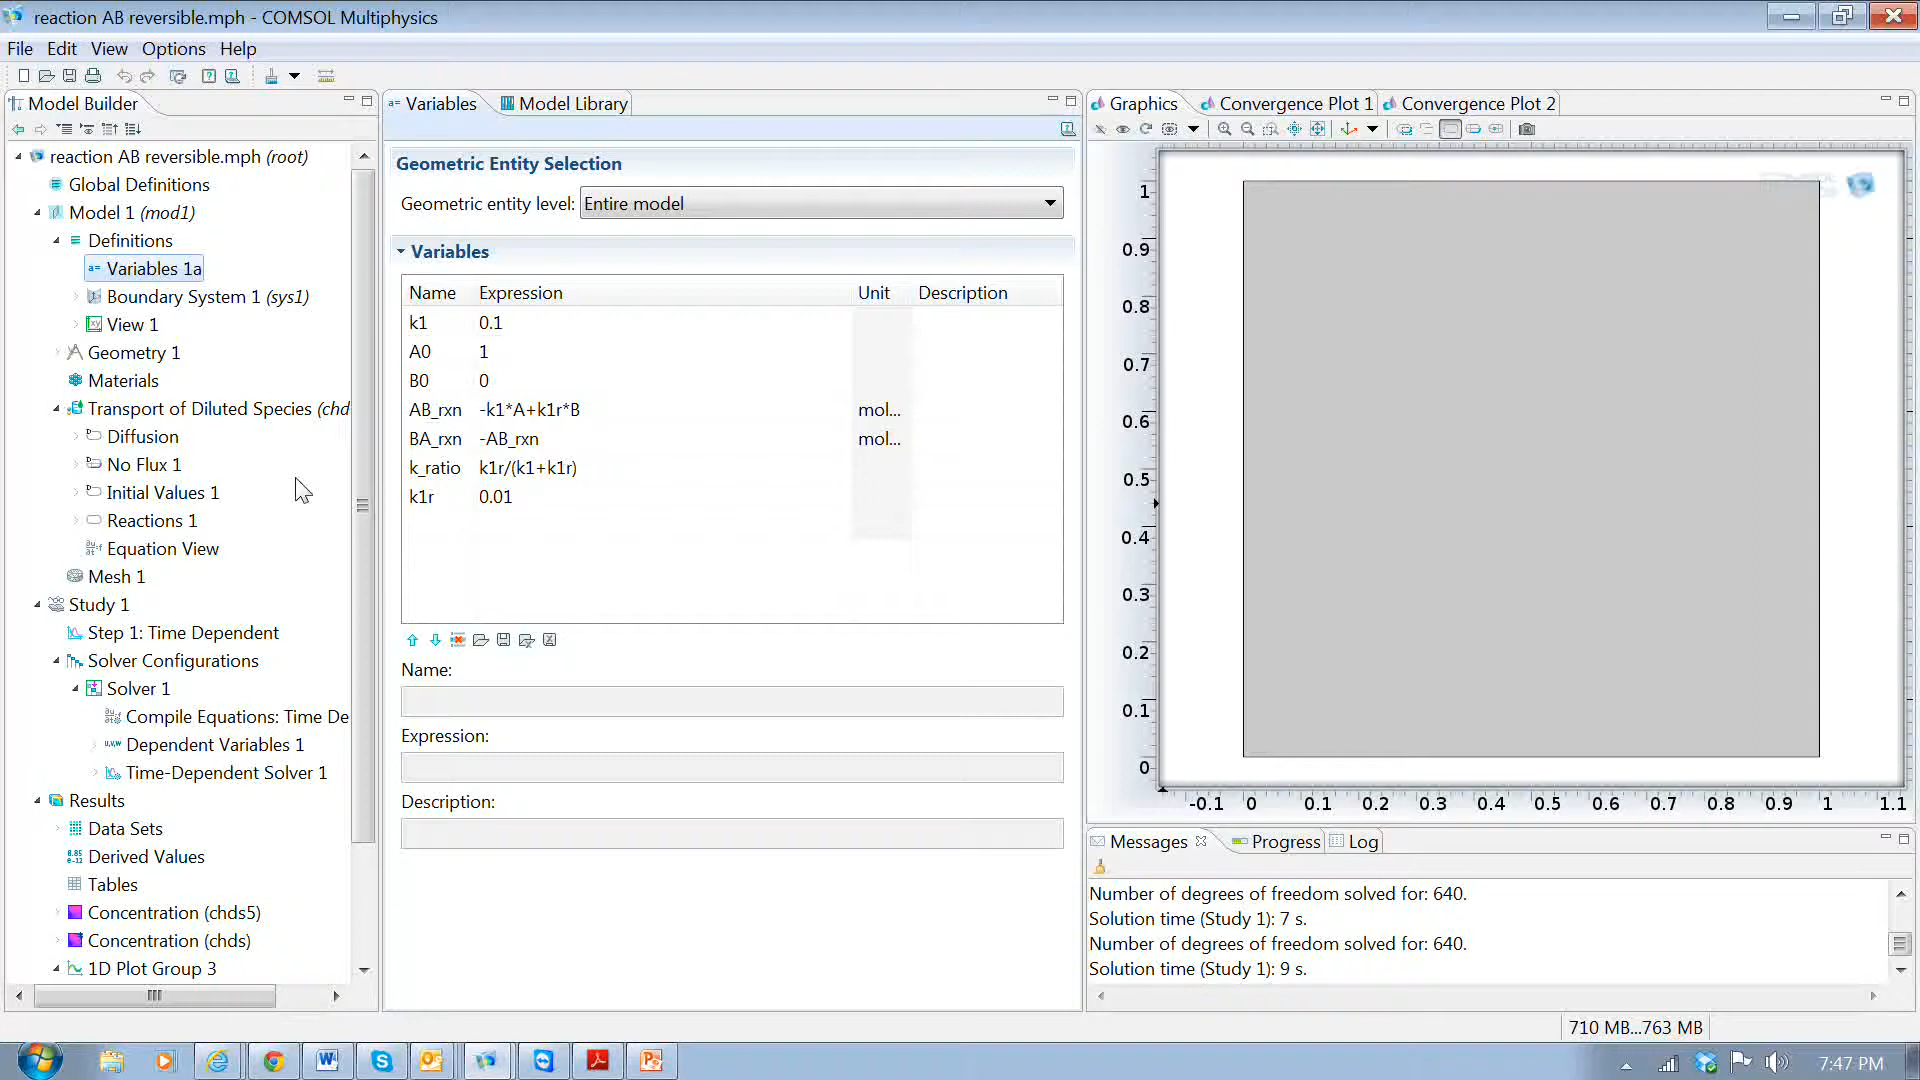 reaction AB reversible.mph - COMSOL Multiphysics
File Edit View Options Help
Model Builder
reaction AB reversible.mph (root)
Global Definitions
Model 1 (mod1)
Definitions
a= Variables 1a
Boundary System 1 (sys1)
View 1
Geometry 1
Materials
Transport of Diluted Species (chd
Diffusion
No Flux 1
Initial Values 1
Reactions 1
Equation View
Mesh 1
Study 1
Step 1: Time Dependent
Solver Configurations
Solver 1
Compile Equations: Time De
Dependent Variables 1
Time-Dependent Solver 1
Results
Data Sets
Derived Values
Tables
Concentration (chds5)
Concentration (chds)
1D Plot Group 3
a= Variables
Model Library
Geometric Entity Selection
Geometric entity level: Entire model
Variables
Name Expression Unit Description
k1 0.1
A0 1
B0 0
AB_rxn -k1*A+k1r*B mol...
BA_rxn -AB_rxn mol...
k_ratio k1r/(k1+k1r)
k1r 0.01
Name:
Expression:
Description:
Graphics
Convergence Plot 1
Convergence Plot 2
1
0.9
0.8
0.7
0.6
0.5
0.4
0.3
0.2
0.1
0
-0.1 0 0.1 0.2 0.3 0.4 0.5 0.6 0.7 0.8 0.9 1 1.1
Messages
Progress
Log
Number of degrees of freedom solved for: 640.
Solution time (Study 1): 7 s.
Number of degrees of freedom solved for: 640.
Solution time (Study 1): 9 s.
710 MB...763 MB
7:47 PM